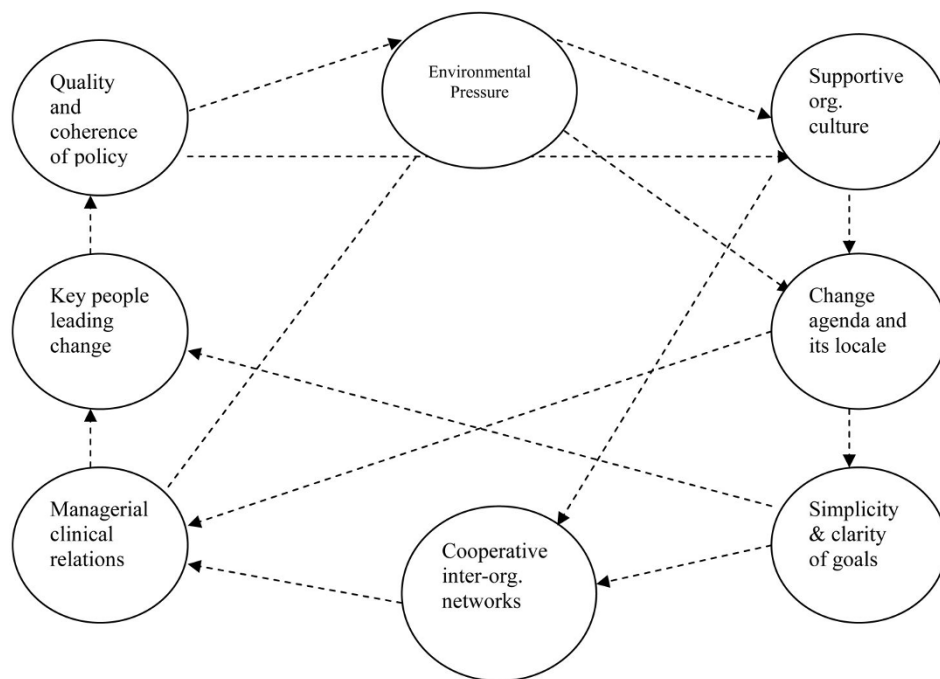 Quality
and
coherence
of policy
Environmental
Pressure
Supportive
org.
culture
Key people
leading
change
Change
agenda and
its locale
Managerial
clinical
relations
Cooperative
inter-org.
networks
Simplicity
& clarity
of goals